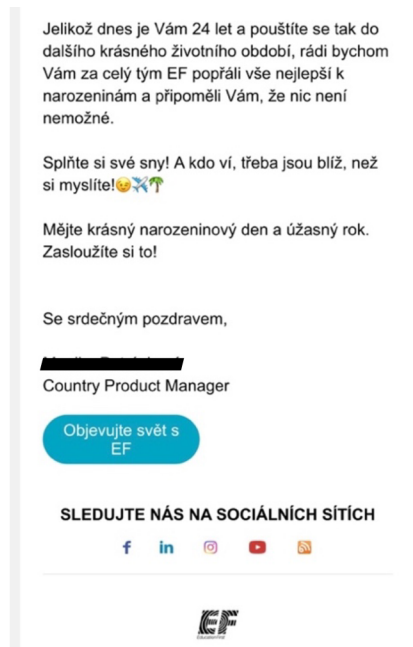 Jelikož dnes je Vám 24 let a pouštíte se tak do
dalšího krásného životního období, rádi bychom
Vám za celý tým EF popřáli vše nejlepší k
narozeninám a připoměli Vám, že nic není
nemožné.
Splňte si své sny! A kdo ví, třeba jsou blíž, než
si myslíte!😉✈️🌴
Mějte krásný narozeninový den a úžasný rok.
Zasloužíte si to!
Se srdečným pozdravem,
Country Product Manager
Objevujte svět s
EF
SLEDUJTE NÁS NA SOCIÁLNÍCH SÍTÍCH
EF
Education First